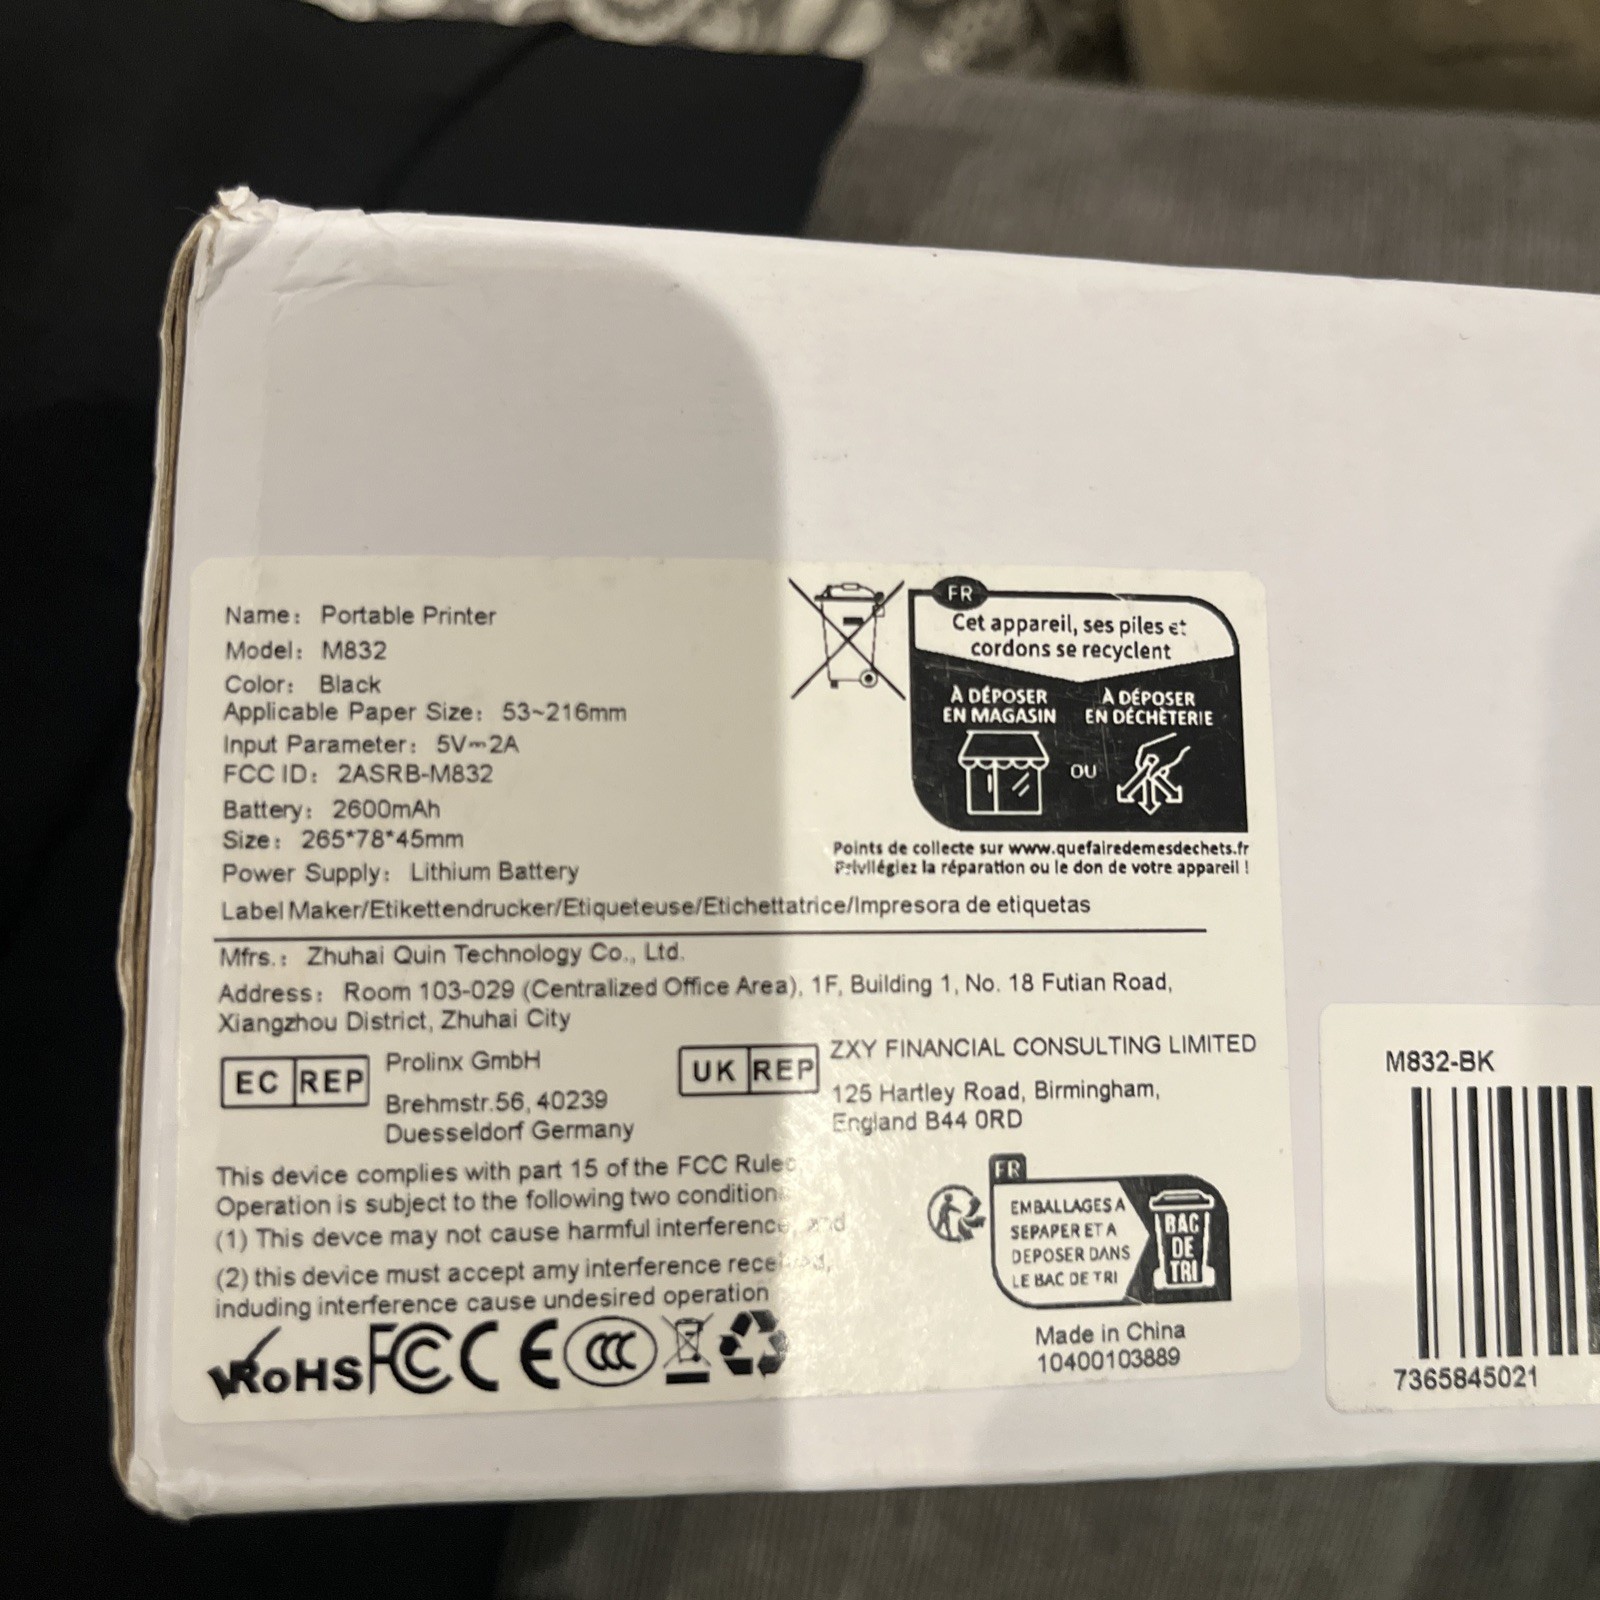 Name: Portable Printer
Model: M832
Color: Black
Applicable Paper Size: 53~216mm
Input Parameter: 5V⎓2A
FCC ID: 2ASRB-M832
Battery: 2600mAh
Size: 265*78*45mm
Power Supply: Lithium Battery
Label Maker/Etikettendrucker/Etiqueteuse/Etichettatrice/Impresora de etiquetas
FR
Cet appareil, ses piles et
cordons se recyclent
À DÉPOSER
EN MAGASIN
OU
À DÉPOSER
EN DÉCHÈTERIE
Points de collecte sur www.quefairedemesdechets.fr
Privilégiez la réparation ou le don de votre appareil !
Mfrs.: Zhuhai Quin Technology Co., Ltd.
Address: Room 103-029 (Centralized Office Area), 1F, Building 1, No. 18 Futian Road,
Xiangzhou District, Zhuhai City
EC REP
Prolinx GmbH
Brehmstr.56, 40239
Duesseldorf Germany
UK REP
ZXY FINANCIAL CONSULTING LIMITED
125 Hartley Road, Birmingham,
England B44 0RD
This device complies with part 15 of the FCC Rules
Operation is subject to the following two conditions
(1) This devce may not cause harmful interference, and
(2) this device must accept amy interference received,
induding interference cause undesired operation
RoHS FC CE CCC
FR
EMBALLAGES A
SEPAPER ET A
DEPOSER DANS
LE BAC DE TRI
BAC
DE
TRI
Made in China
10400103889
M832-BK
7365845021